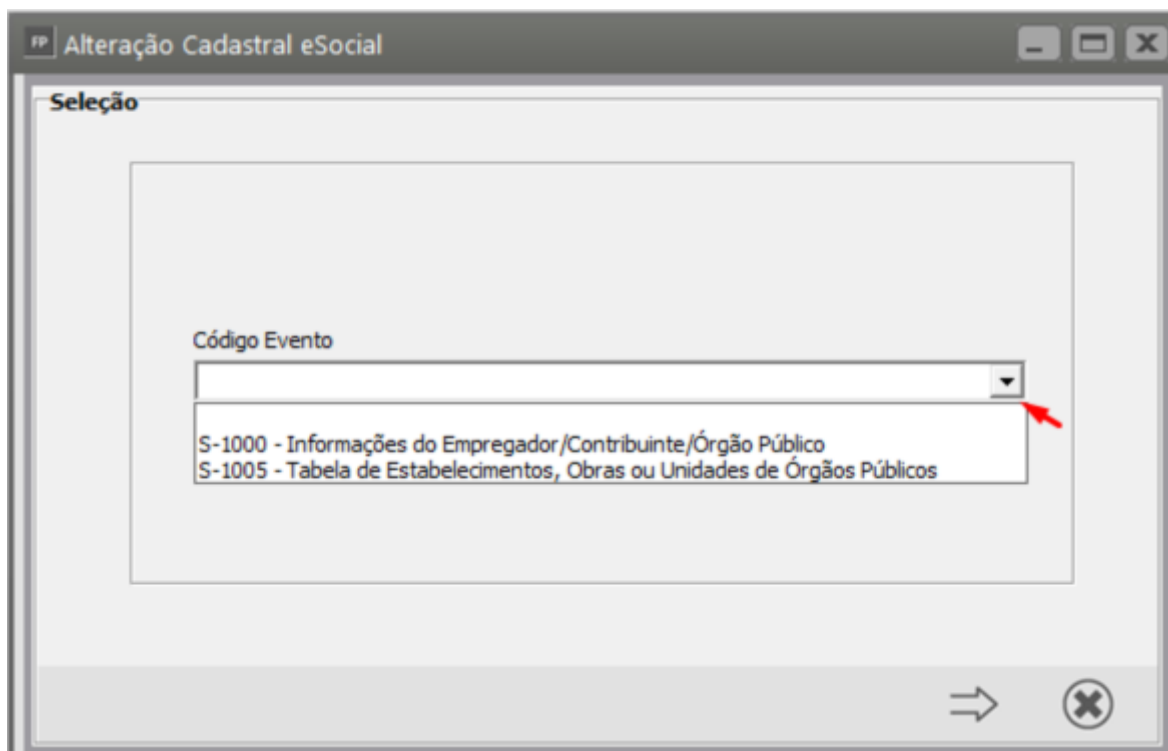 FP Alteração Cadastral eSocial
Seleção
Código Evento
S-1000 - Informações do Empregador/Contribuinte/Órgão Público
S-1005 - Tabela de Estabelecimentos, Obras ou Unidades de Órgãos Públicos